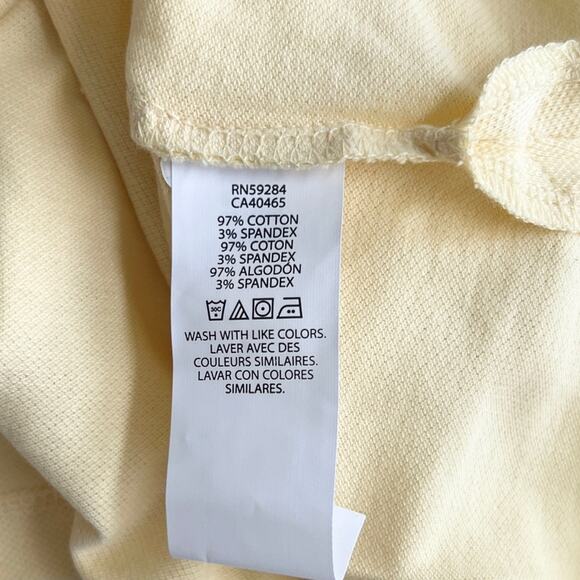 RN59284
CA40465
97% COTTON
3% SPANDEX
97% COTON
3% SPANDEX
97% ALGODÓN
3% SPANDEX
30C
WASH WITH LIKE COLORS.
LAVER AVEC DES
COULEURS SIMILAIRES.
LAVAR CON COLORES
SIMILARES.